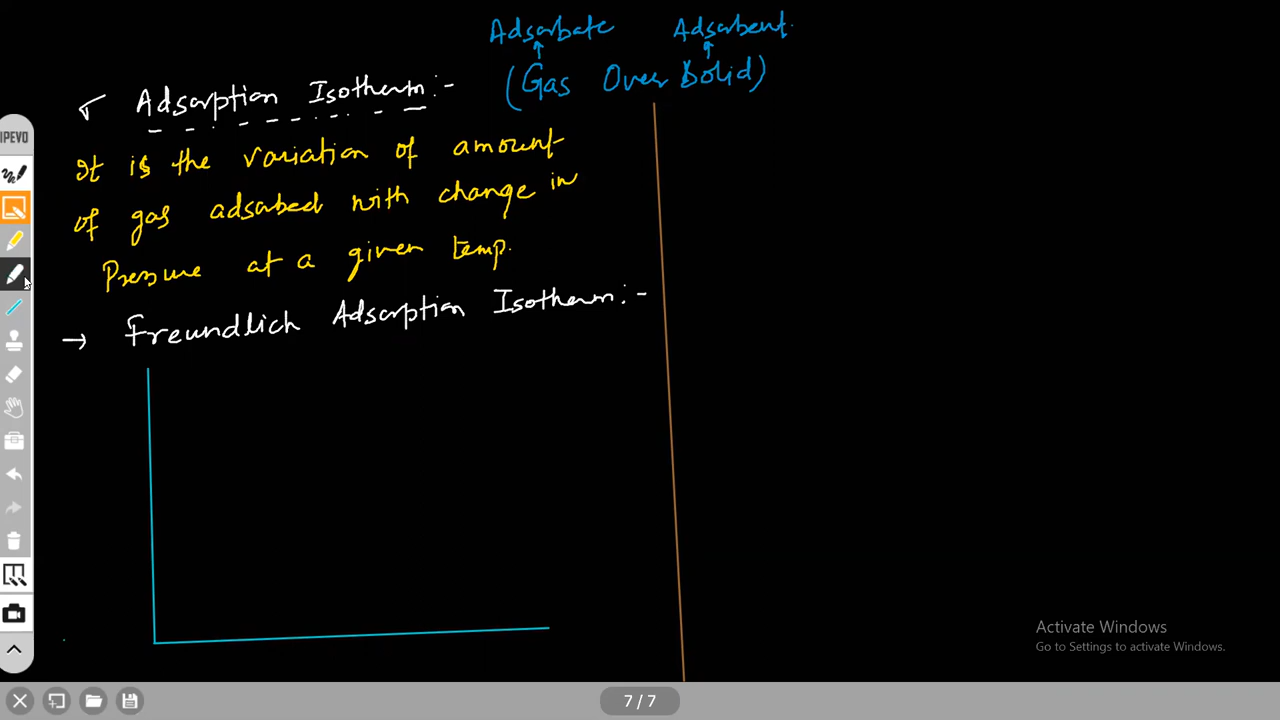 Adsorbate Adsorbent.
(Gas Over Solid)
Adsorption Isotherm :-
It is the variation of amount
of gas adsabed with change in
Pressure at a given temp.
→ Freundlich Adsorption Isotherm :-
IPEVO
Activate Windows
Go to Settings to activate Windows.
7 / 7